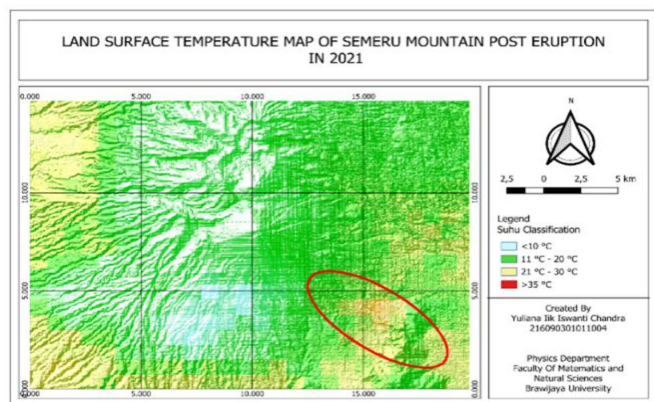 LAND SURFACE TEMPERATURE MAP OF SEMERU MOUNTAIN POST ERUPTION
IN 2021
0.000 5.000 10.000 15.000
10.000 10.000
5.000 5.000
0.000 0.000
5.000 10.000 15.000
N
2,5 0 2,5 5 km
Legend
Suhu Classification
<10 °C
11 °C - 20 °C
21 °C - 30 °C
>35 °C
Created By
Yuliana Iik Iswanti Chandra
216090301011004
Physics Department
Faculty Of Matematics and
Natural Sciences
Brawijaya University